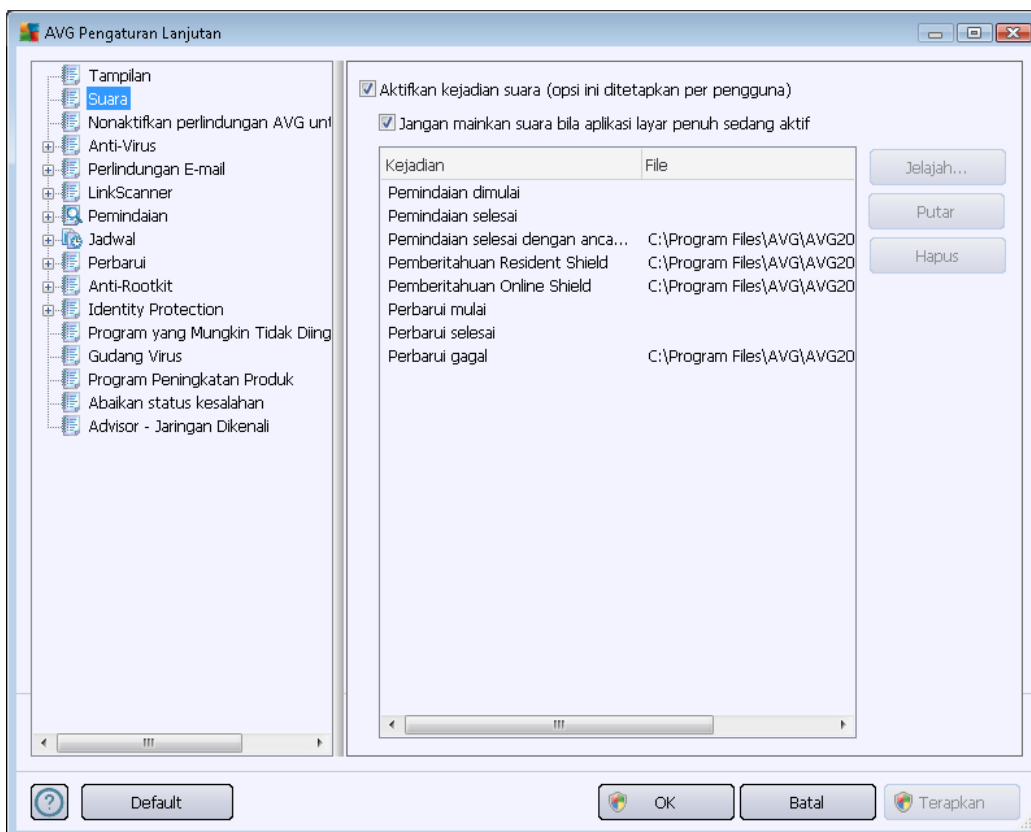 AVG Pengaturan Lanjutan
Tampilan
Suara
Nonaktifkan perlindungan AVG unt
Anti-Virus
Perlindungan E-mail
LinkScanner
Pemindaian
Jadwal
Perbarui
Anti-Rootkit
Identity Protection
Program yang Mungkin Tidak Diing
Gudang Virus
Program Peningkatan Produk
Abaikan status kesalahan
Advisor - Jaringan Dikenali
Aktifkan kejadian suara (opsi ini ditetapkan per pengguna)
Jangan mainkan suara bila aplikasi layar penuh sedang aktif
Kejadian File
Pemindaian dimulai
Pemindaian selesai
Pemindaian selesai dengan anca... C:\Program Files\AVG\AVG20
Pemberitahuan Resident Shield C:\Program Files\AVG\AVG20
Pemberitahuan Online Shield C:\Program Files\AVG\AVG20
Perbarui mulai
Perbarui selesai
Perbarui gagal C:\Program Files\AVG\AVG20
Jelajah...
Putar
Hapus
? Default OK Batal Terapkan